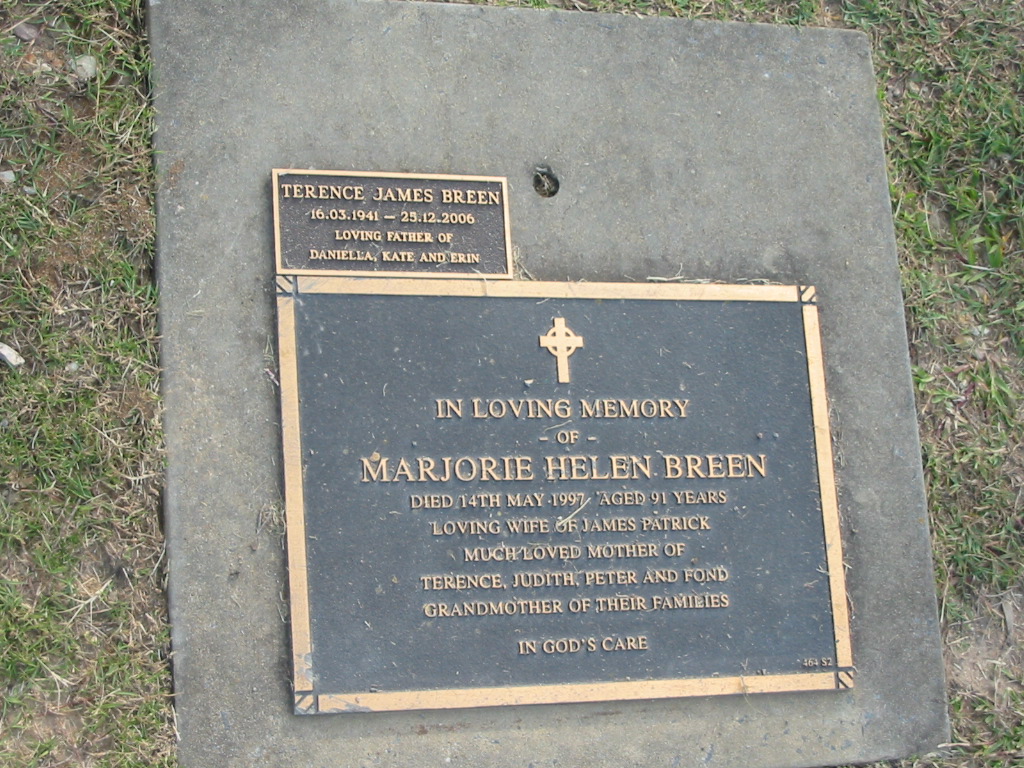 TERENCE JAMES BREEN
16.03.1941 – 25.12.2006
LOVING FATHER OF
DANIELLA, KATE AND ERIN
IN LOVING MEMORY
- OF -
MARJORIE HELEN BREEN
DIED 14TH MAY 1997 AGED 91 YEARS
LOVING WIFE OF JAMES PATRICK
MUCH LOVED MOTHER OF
TERENCE, JUDITH, PETER AND FOND
GRANDMOTHER OF THEIR FAMILIES
IN GOD'S CARE
464 S2